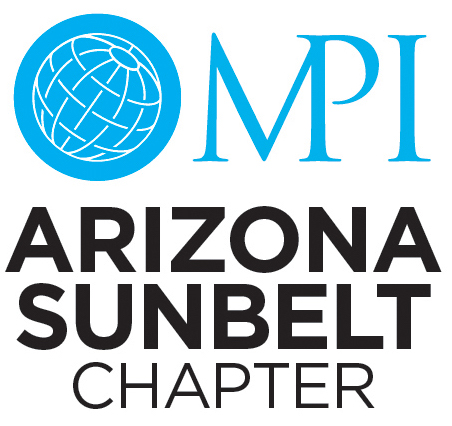 MPI
ARIZONA
SUNBELT
CHAPTER